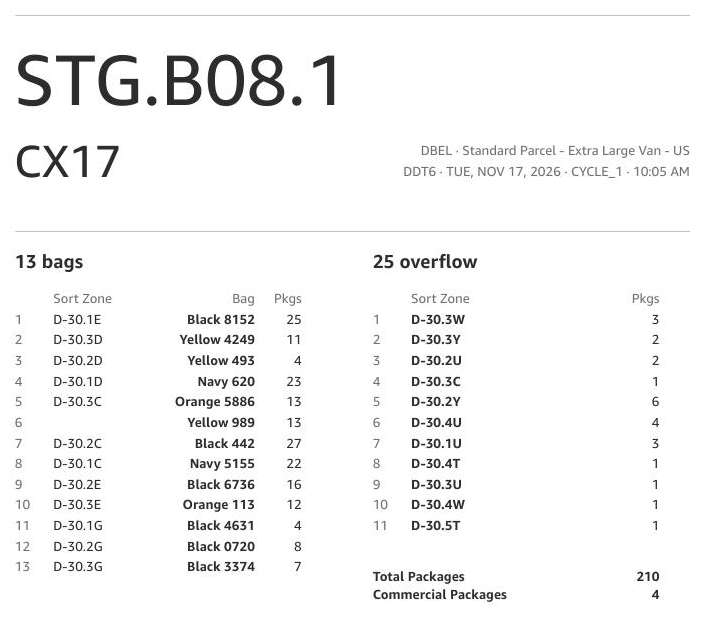 STG.B08.1
CX17
DBEL · Standard Parcel - Extra Large Van - US
DDT6 · TUE, NOV 17, 2026 · CYCLE_1 · 10:05 AM
13 bags
Sort Zone Bag Pkgs
1 D-30.1E Black 8152 25
2 D-30.3D Yellow 4249 11
3 D-30.2D Yellow 493 4
4 D-30.1D Navy 620 23
5 D-30.3C Orange 5886 13
6 Yellow 989 13
7 D-30.2C Black 442 27
8 D-30.1C Navy 5155 22
9 D-30.2E Black 6736 16
10 D-30.3E Orange 113 12
11 D-30.1G Black 4631 4
12 D-30.2G Black 0720 8
13 D-30.3G Black 3374 7
25 overflow
Sort Zone Pkgs
1 D-30.3W 3
2 D-30.3Y 2
3 D-30.2U 2
4 D-30.3C 1
5 D-30.2Y 6
6 D-30.4U 4
7 D-30.1U 3
8 D-30.4T 1
9 D-30.3U 1
10 D-30.4W 1
11 D-30.5T 1
Total Packages 210
Commercial Packages 4